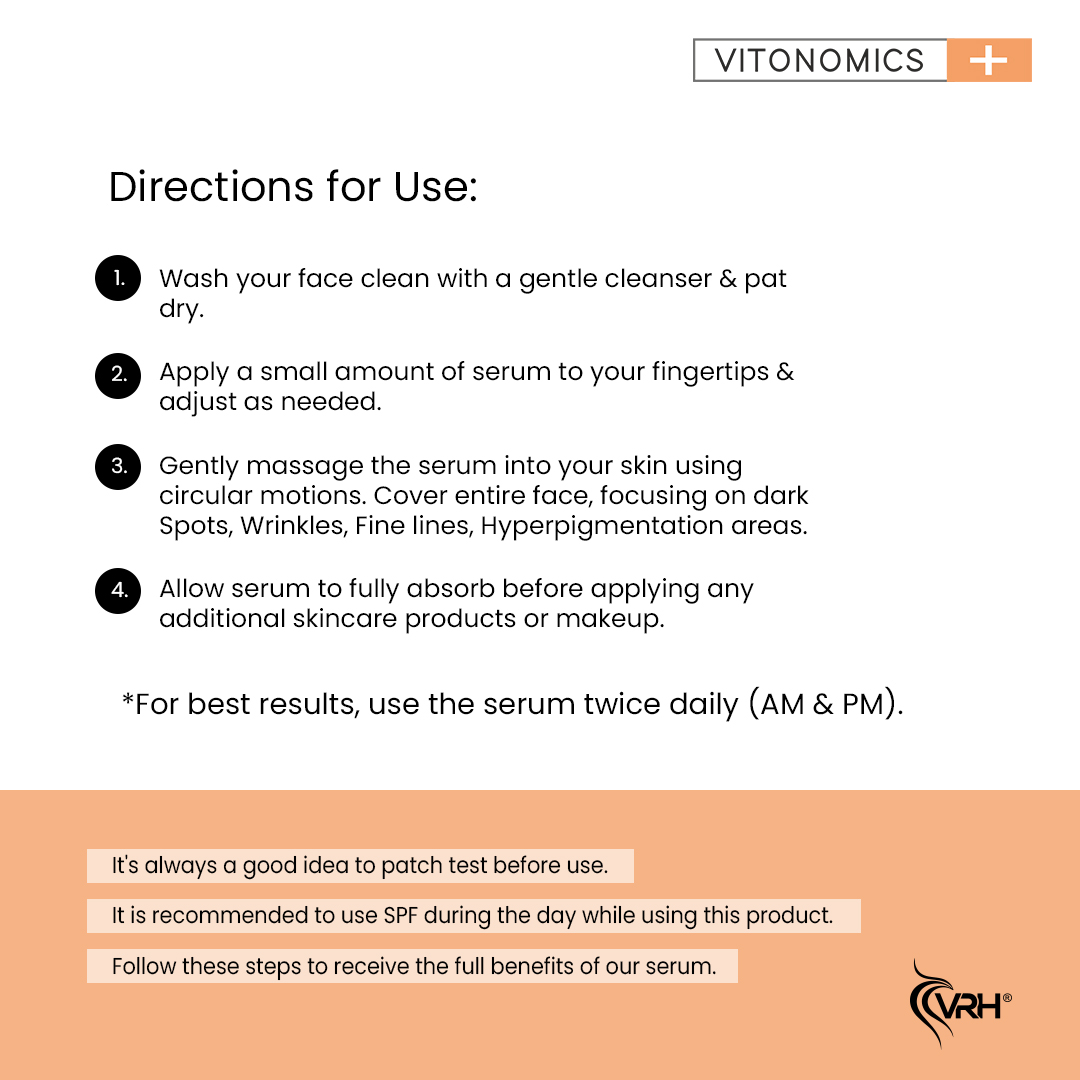 VITONOMICS +
Directions for Use:
1. Wash your face clean with a gentle cleanser & pat
dry.
2. Apply a small amount of serum to your fingertips &
adjust as needed.
3. Gently massage the serum into your skin using
circular motions. Cover entire face, focusing on dark
Spots, Wrinkles, Fine lines, Hyperpigmentation areas.
4. Allow serum to fully absorb before applying any
additional skincare products or makeup.
*For best results, use the serum twice daily (AM & PM).
It's always a good idea to patch test before use.
It is recommended to use SPF during the day while using this product.
Follow these steps to receive the full benefits of our serum.
VRH®